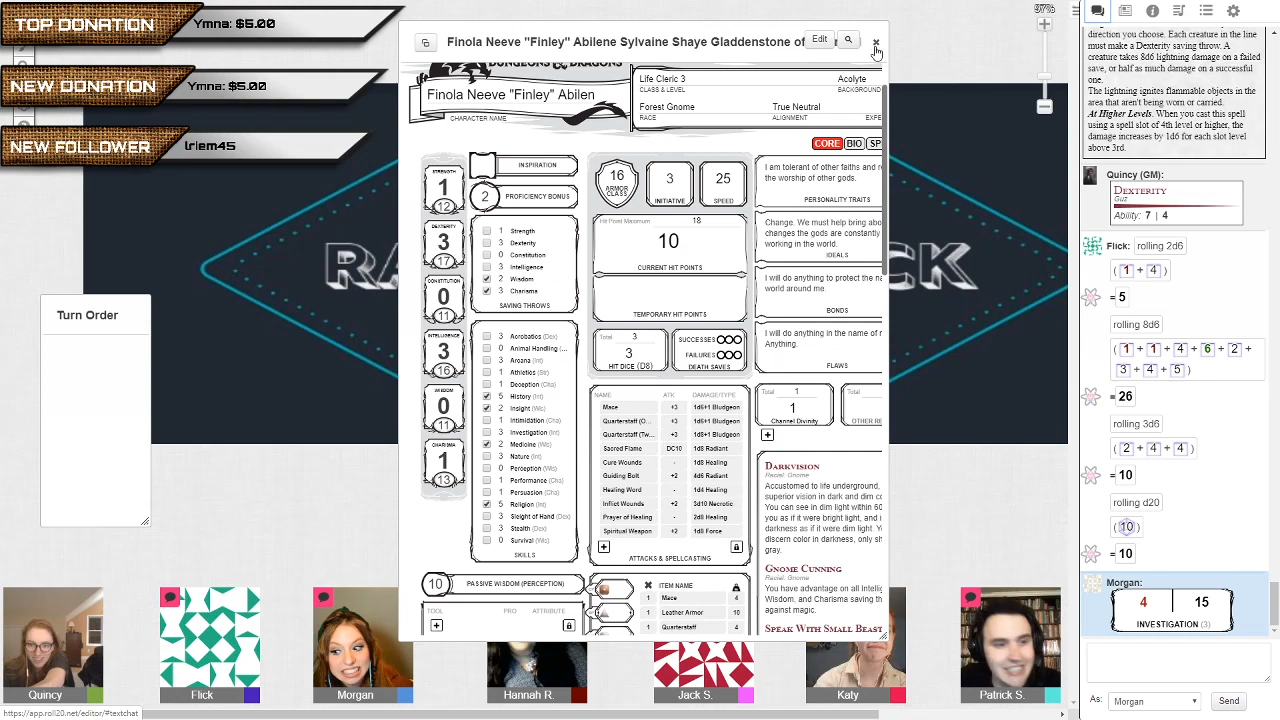 TOP DONATION
Ymna: $5.00
NEW DONATION
Ymna: $5.00
NEW FOLLOWER
lriem45
Turn Order
Finola Neeve "Finley" Abilene Sylvaine Shaye Gladdenstone of
Edit
DUNGEONS & DRAGONS
Finola Neeve "Finley" Abilen
CHARACTER NAME
Life Cleric 3
Acolyte
CLASS & LEVEL
BACKGROUND
Forest Gnome
True Neutral
RACE
ALIGNMENT
EXPE
CORE
BIO
SP
STRENGTH
1
12
DEXTERITY
3
17
CONSTITUTION
0
11
INTELLIGENCE
3
16
WISDOM
0
11
CHARISMA
1
13
INSPIRATION
2 PROFICIENCY BONUS
1 Strength
3 Dexterity
0 Constitution
3 Intelligence
2 Wisdom
3 Charisma
SAVING THROWS
3 Acrobatics (Dex)
0 Animal Handling (...
3 Arcana (Int)
1 Athletics (Str)
1 Deception (Cha)
5 History (Int)
2 Insight (Wis)
1 Intimidation (Cha)
3 Investigation (Int)
2 Medicine (Wis)
3 Nature (Int)
0 Perception (Wis)
1 Performance (Cha)
1 Persuasion (Cha)
5 Religion (Int)
3 Sleight of Hand (Dex)
3 Stealth (Dex)
0 Survival (Wis)
SKILLS
10 PASSIVE WISDOM (PERCEPTION)
TOOL PRO ATTRIBUTE
16
ARMOR
CLASS
3
INITIATIVE
25
SPEED
Hit Point Maximum 18
10
CURRENT HIT POINTS
TEMPORARY HIT POINTS
Total 3
3
HIT DICE (D8)
SUCCESSES
FAILURES
DEATH SAVES
NAME ATK DAMAGE/TYPE
Mace +3 1d6+1 Bludgeon
Quarterstaff (O... +3 1d6+1 Bludgeon
Quarterstaff (Tw... +3 1d8+1 Bludgeon
Sacred Flame DC10 1d8 Radiant
Cure Wounds - 1d8 Healing
Guiding Bolt +2 4d6 Radiant
Healing Word - 1d4 Healing
Inflict Wounds +2 3d10 Necrotic
Prayer of Healing - 2d8 Healing
Spiritual Weapon +2 1d8 Force
ATTACKS & SPELLCASTING
ITEM NAME
1 Mace 4
1 Leather Armor 10
1 Quarterstaff 4
I am tolerant of other faiths and r
the worship of other gods.
PERSONALITY TRAITS
Change. We must help bring abo
changes the gods are constantly
working in the world.
IDEALS
I will do anything to protect the n
world around me.
BONDS
I will do anything in the name of r
Anything.
FLAWS
Total 1
1
Channel Divinity
Total
OTHER RE
DARKVISION
Racial: Gnome
Accustomed to life underground,
superior vision in dark and dim co
You can see in dim light within 60
you as if it were bright light, and i
darkness as if it were dim light. Y
discern color in darkness, only sh
gray.
GNOME CUNNING
Racial: Gnome
You have advantage on all Intelli
Wisdom, and Charisma saving th
against magic.
SPEAK WITH SMALL BEAST
97%
direction you choose. Each creature in the line
must make a Dexterity saving throw. A
creature takes 8d6 lightning damage on a failed
save, or half as much damage on a successful
one.
The lightning ignites flammable objects in
the area that aren't being worn or carried.
At Higher Levels. When you cast this
spell using a spell slot of 4th level or higher, the
damage increases by 1d6 for each slot level
above 3rd.
Quincy (GM):
DEXTERITY
Guz
Ability: 7 | 4
Flick: rolling 2d6
( 1 + 4 )
= 5
rolling 8d6
( 1 + 1 + 4 + 6 + 2 +
3 + 4 + 5 )
= 26
rolling 3d6
( 2 + 4 + 4 )
= 10
rolling d20
( 10 )
= 10
Morgan:
4 | 15
INVESTIGATION (3)
As: Morgan Send
Quincy
Flick
Morgan
Hannah R.
Jack S.
Katy
Patrick S.
https://app.roll20.net/editor/#textchat